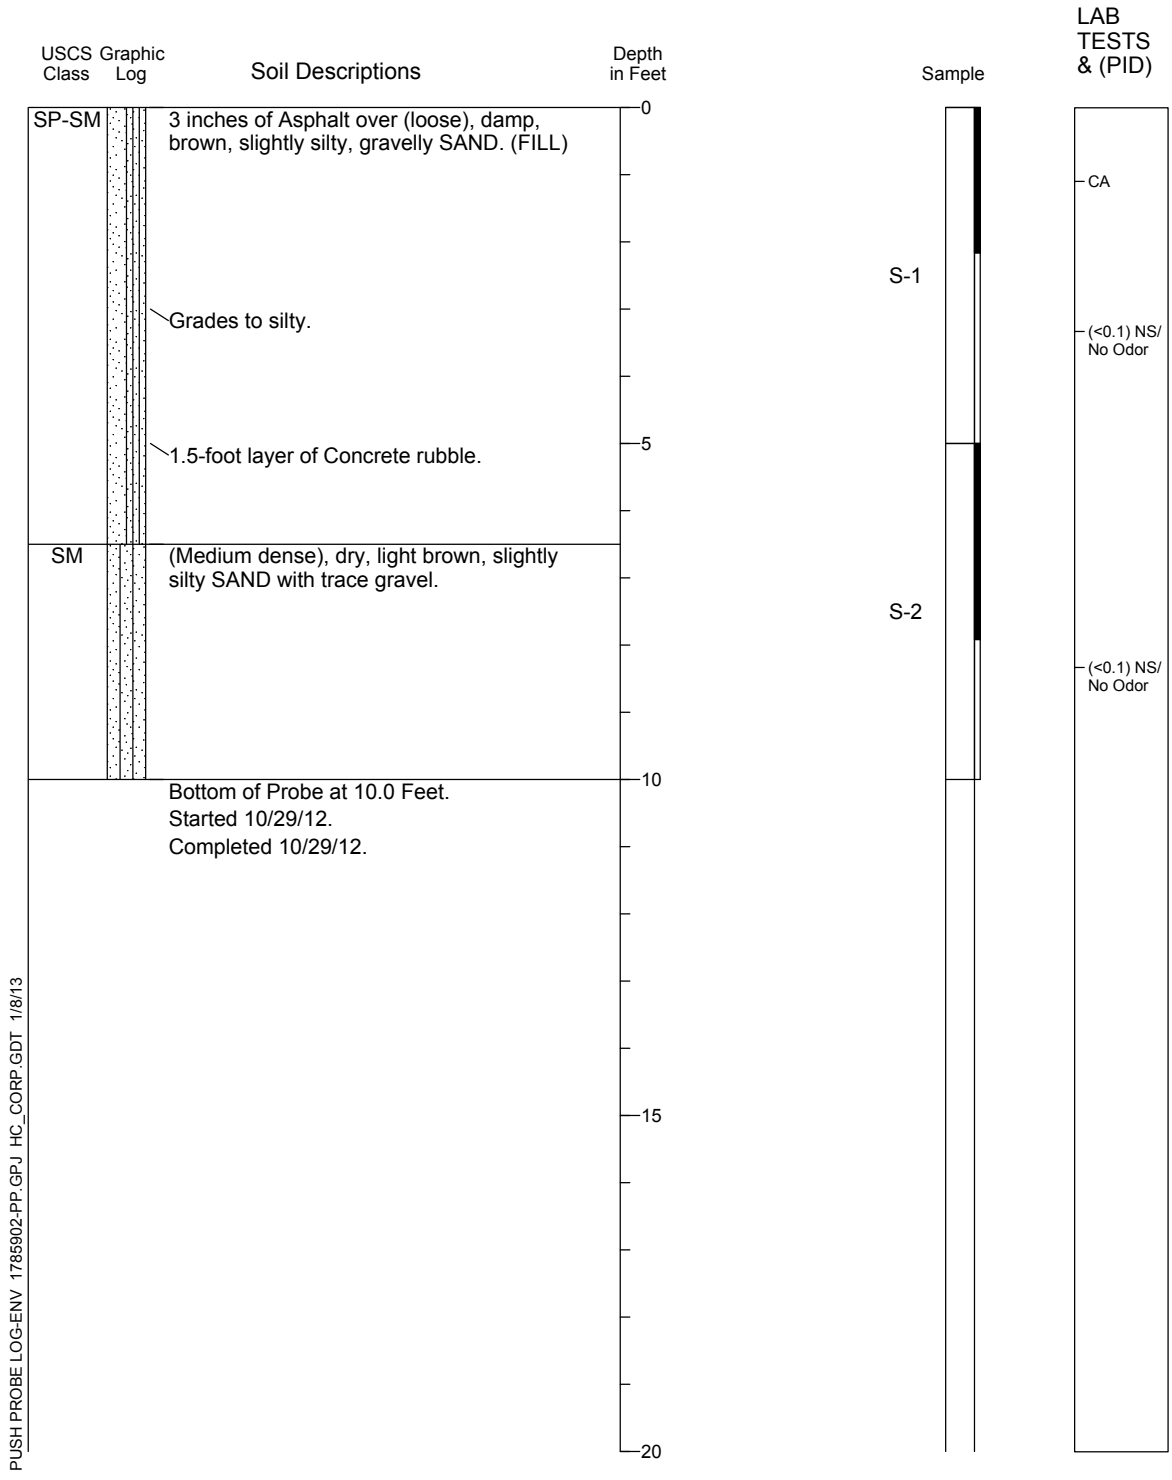 LAB
TESTS
& (PID)
USCS Graphic
Class Log
Soil Descriptions
Depth
in Feet
Sample
SP-SM
3 inches of Asphalt over (loose), damp,
brown, slightly silty, gravelly SAND. (FILL)
0
CA
S-1
Grades to silty.
(<0.1) NS/
No Odor
5
1.5-foot layer of Concrete rubble.
SM
(Medium dense), dry, light brown, slightly
silty SAND with trace gravel.
S-2
(<0.1) NS/
No Odor
10
Bottom of Probe at 10.0 Feet.
Started 10/29/12.
Completed 10/29/12.
15
20
PUSH PROBE LOG-ENV 1785902-PP.GPJ HC_CORP.GDT 1/8/13